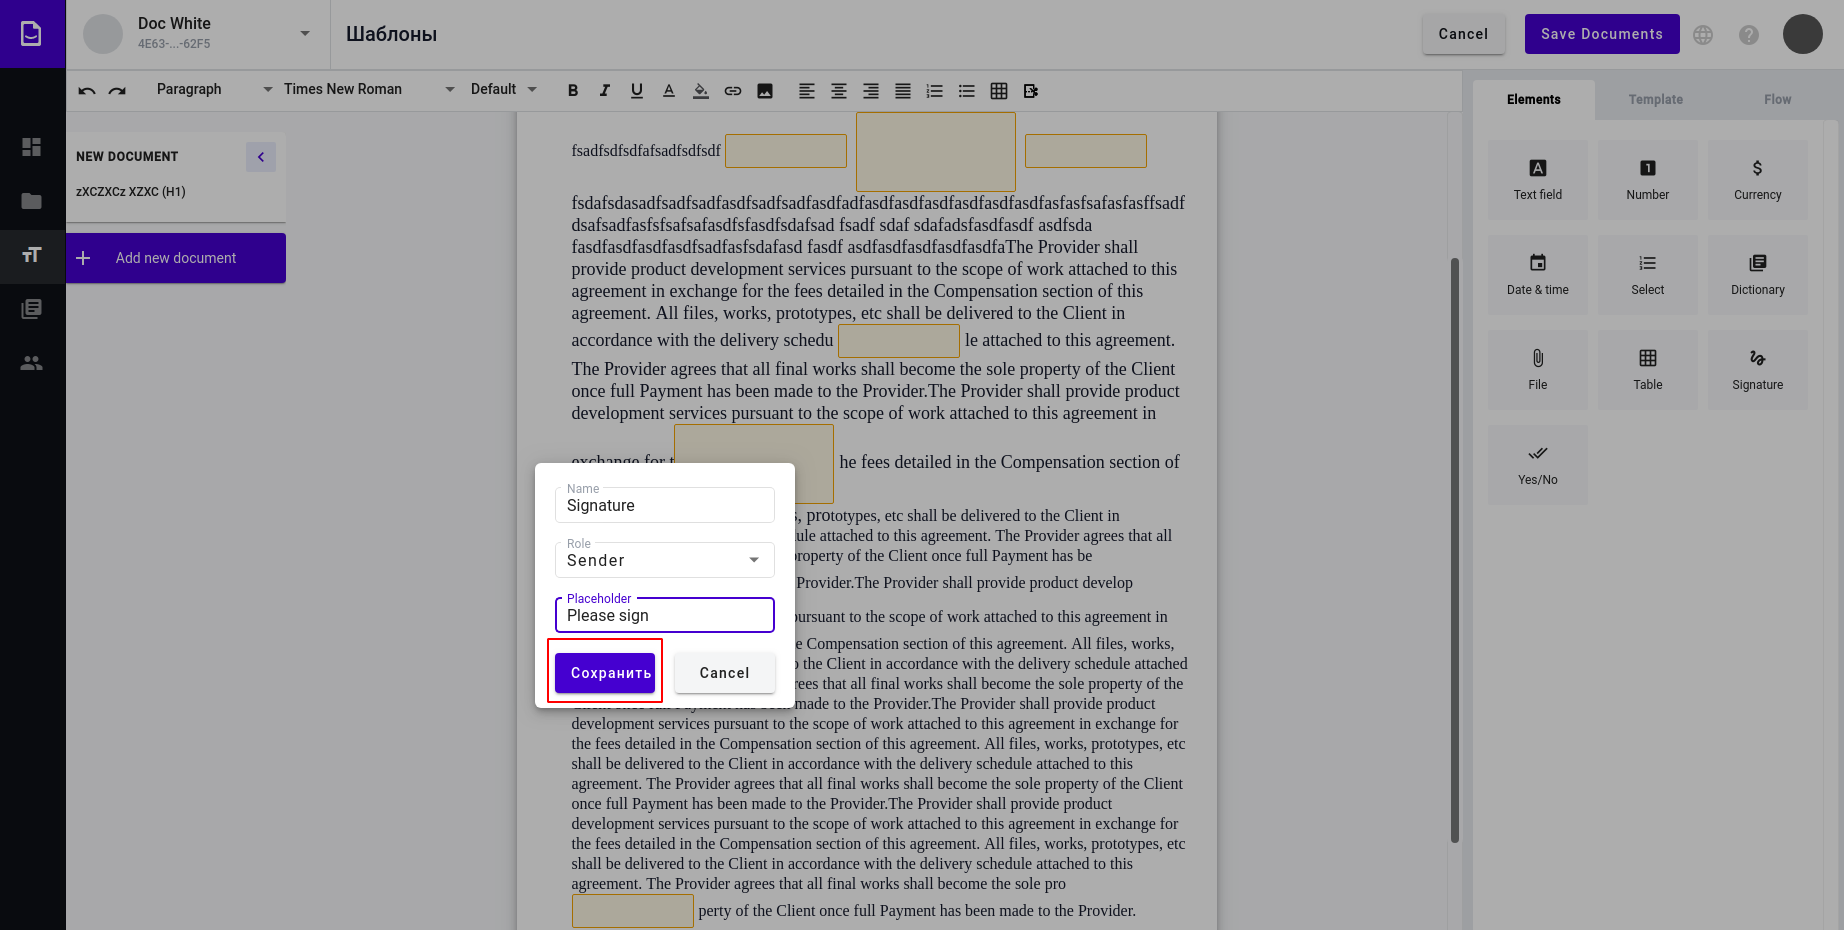 Doc White
4E63-...-62F5
Шаблоны
Cancel
Save Documents
Paragraph
Times New Roman
Default
NEW DOCUMENT
zXCZXCz XZXC (H1)
Add new document
fsadfsdfsdfafsadfsdfsdf
fsdafsdasadfsadfsadfasdfsadfsadfasdfadfasdfasdfasdfasdfasdfasfasfsafasfasffsadf
dsafsadfasfsfsafsafasdfsfasdfsdafsad fsadf sdaf sdafadsfasdfasdf asdfsda
fasdfasdfasdfasdfsadfasfsdafasd fasdf asdfasdfasdfasdfasdfaThe Provider shall
provide product development services pursuant to the scope of work attached to this
agreement in exchange for the fees detailed in the Compensation section of this
agreement. All files, works, prototypes, etc shall be delivered to the Client in
accordance with the delivery schedu le attached to this agreement.
The Provider agrees that all final works shall become the sole property of the Client
once full Payment has been made to the Provider.The Provider shall provide product
development services pursuant to the scope of work attached to this agreement in
exchange for t he fees detailed in the Compensation section of
s, prototypes, etc shall be delivered to the Client in
ule attached to this agreement. The Provider agrees that all
property of the Client once full Payment has be
Provider.The Provider shall provide product develop
pursuant to the scope of work attached to this agreement in
e Compensation section of this agreement. All files, works,
o the Client in accordance with the delivery schedule attached
rees that all final works shall become the sole property of the
made to the Provider.The Provider shall provide product
development services pursuant to the scope of work attached to this agreement in exchange for
the fees detailed in the Compensation section of this agreement. All files, works, prototypes, etc
shall be delivered to the Client in accordance with the delivery schedule attached to this
agreement. The Provider agrees that all final works shall become the sole property of the Client
once full Payment has been made to the Provider.The Provider shall provide product
development services pursuant to the scope of work attached to this agreement in exchange for
the fees detailed in the Compensation section of this agreement. All files, works, prototypes, etc
shall be delivered to the Client in accordance with the delivery schedule attached to this
agreement. The Provider agrees that all final works shall become the sole pro
perty of the Client once full Payment has been made to the Provider.
Name
Signature
Role
Sender
Placeholder
Please sign
Сохранить
Cancel
Elements
Template
Flow
Text field
Number
Currency
Date & time
Select
Dictionary
File
Table
Signature
Yes/No